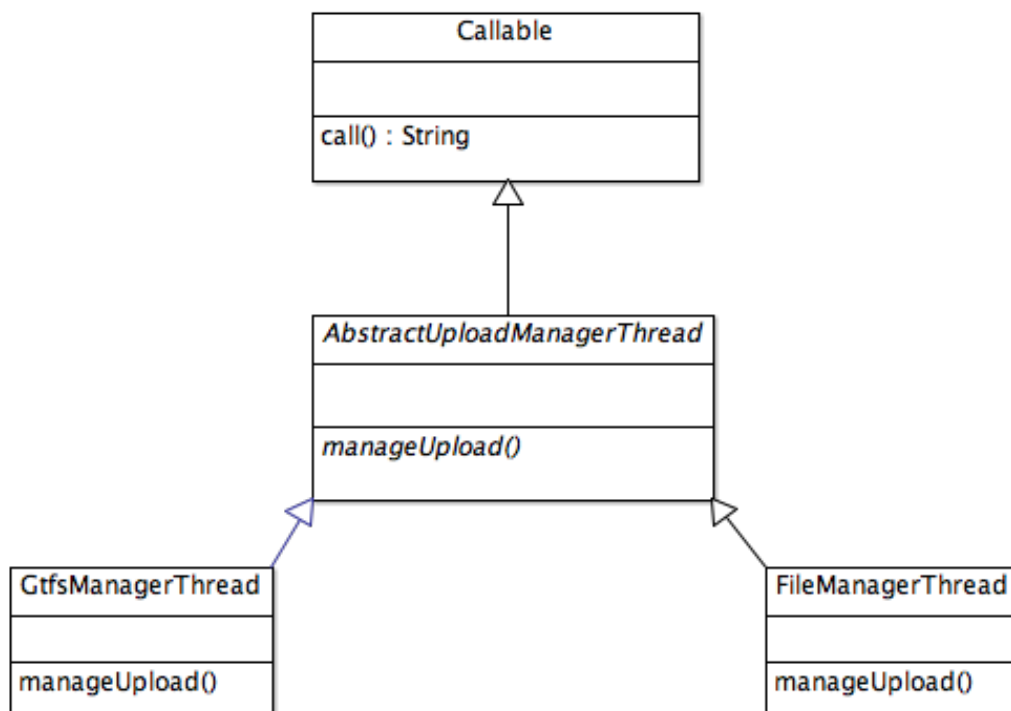 Callable
call() : String
AbstractUploadManagerThread
manageUpload()
GtfsManagerThread
manageUpload()
FileManagerThread
manageUpload()